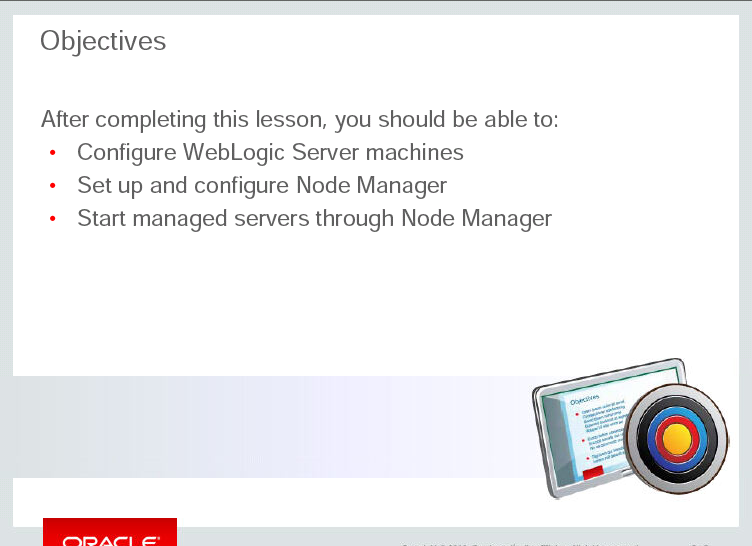 Objectives
After completing this lesson, you should be able to:
• Configure WebLogic Server machines
• Set up and configure Node Manager
• Start managed servers through Node Manager
Objectives
ORACLE